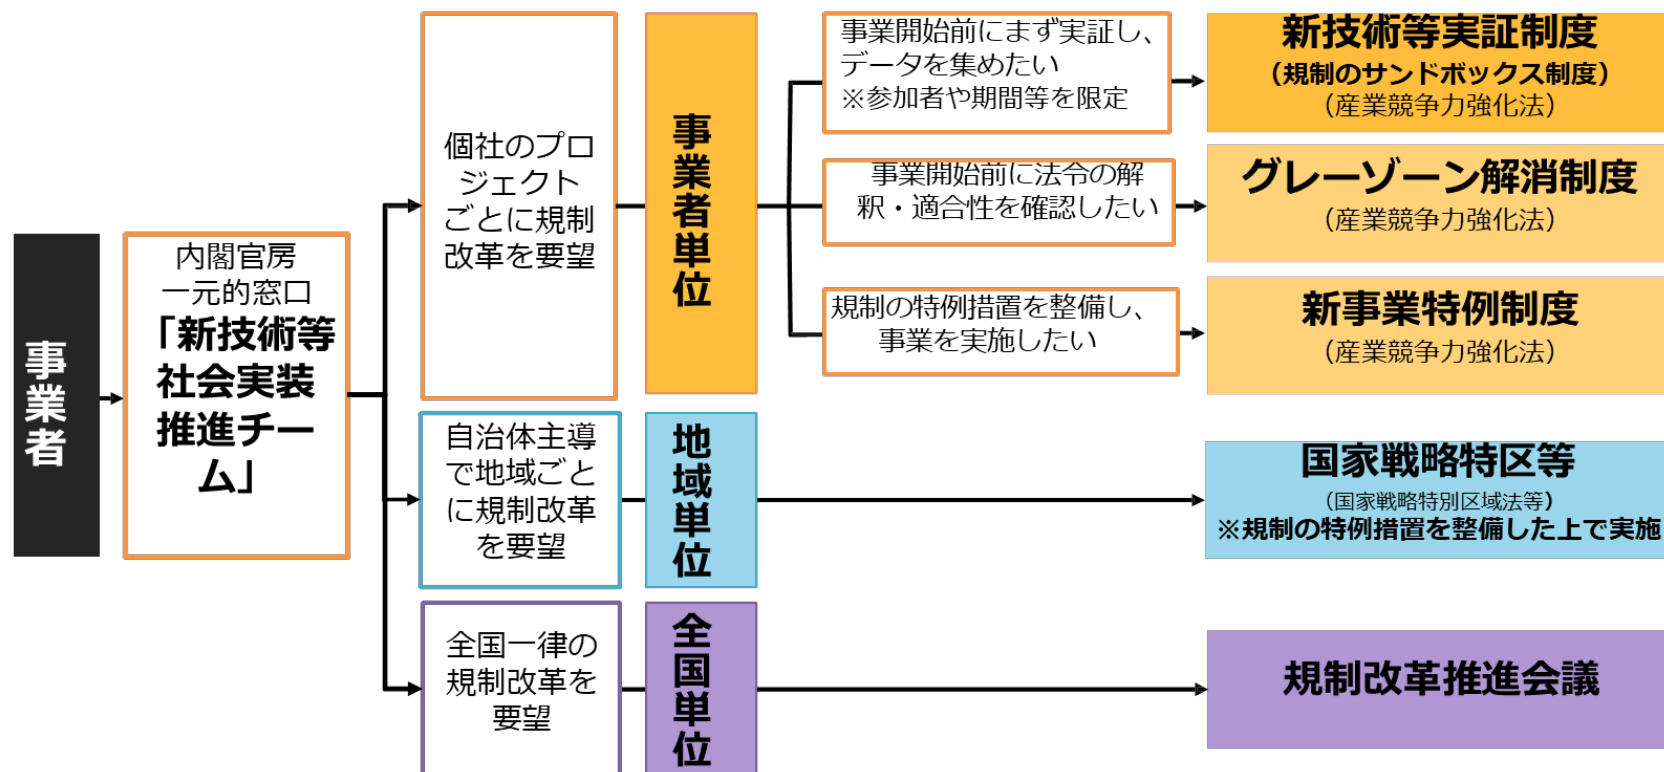 事業者
内閣官房
一元的窓口
「新技術等
社会実装
推進チー
ム」
個社のプロ
ジェクト
ごとに規制
改革を要望
事業者単位
事業開始前にまず実証し、
データを集めたい
※参加者や期間等を限定
新技術等実証制度
（規制のサンドボックス制度）
（産業競争力強化法）
事業開始前に法令の解
釈・適合性を確認したい
グレーゾーン解消制度
（産業競争力強化法）
規制の特例措置を整備し、
事業を実施したい
新事業特例制度
（産業競争力強化法）
自治体主導
で地域ごと
に規制改革
を要望
地域単位
国家戦略特区等
（国家戦略特別区域法等）
※規制の特例措置を整備した上で実施
全国一律の
規制改革を
要望
全国単位
規制改革推進会議